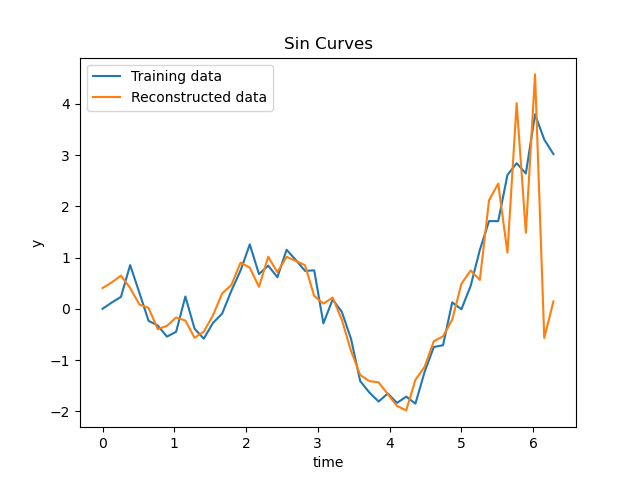 Sin Curves
Training data
Reconstructed data
y
4
3
2
1
0
−1
−2
0 1 2 3 4 5 6
time